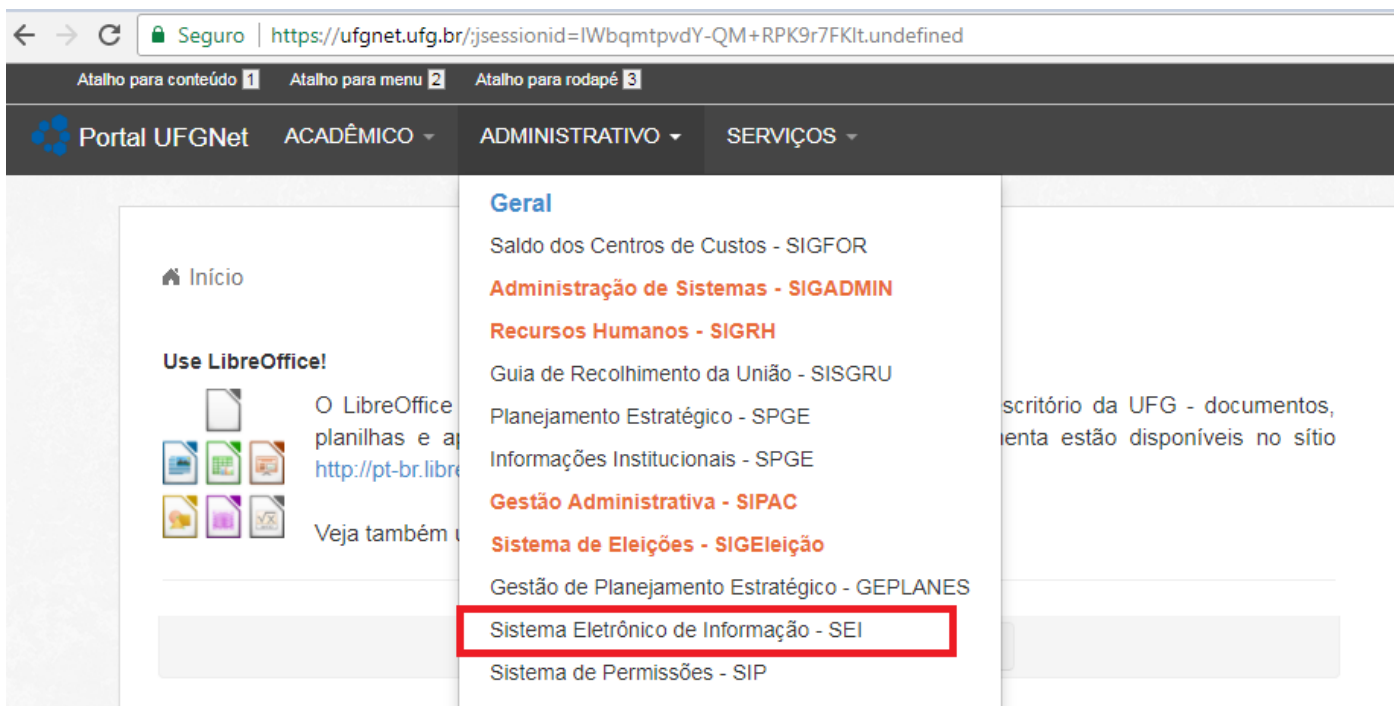 Seguro | https://ufgnet.ufg.br/;jsessionid=IWbqmtpvdY-QM+RPK9r7FKlt.undefined
Atalho para conteúdo 1 Atalho para menu 2 Atalho para rodapé 3
Portal UFGNet ACADÊMICO ADMINISTRATIVO SERVIÇOS
Geral
Saldo dos Centros de Custos - SIGFOR
Administração de Sistemas - SIGADMIN
Recursos Humanos - SIGRH
Guia de Recolhimento da União - SISGRU
Planejamento Estratégico - SPGE
Informações Institucionais - SPGE
Gestão Administrativa - SIPAC
Sistema de Eleições - SIGEleição
Gestão de Planejamento Estratégico - GEPLANES
Sistema Eletrônico de Informação - SEI
Sistema de Permissões - SIP
Início
Use LibreOffice!
O LibreOffice scritório da UFG - documentos,
planilhas e enta estão disponíveis no sítio
http://pt-br.libre
Veja também